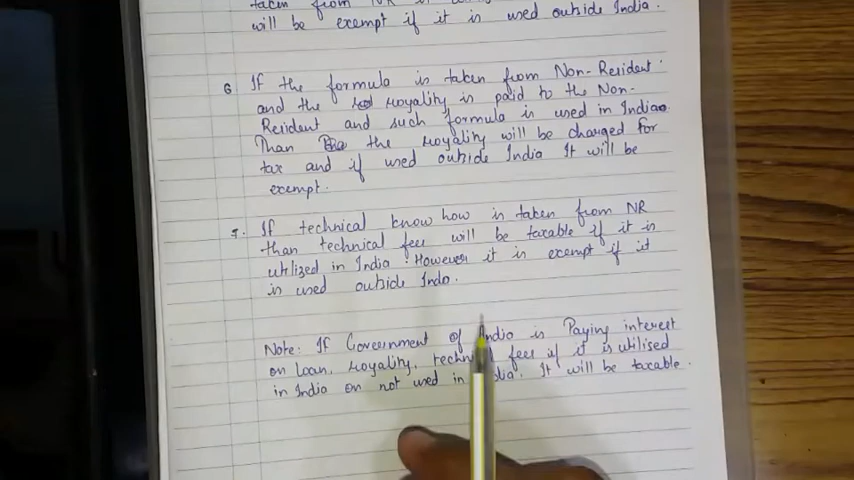 taken from NR
will be exempt if it is used outside India.
6 If the formula is taken from Non-Resident
and the royality is paid to the Non-
Resident and such formula is used in India
Than the royality will be charged for
tax and if used outside India It will be
exempt.
7. If technical know how is taken from NR
than technical fee will be taxable if it is
utilized in India. However it is exempt if it
is used outside Indo.
Note: If Government of India is Paying interest
on loan, royality, techn fees if it is utilised
in India or not used in India. It will be taxable.